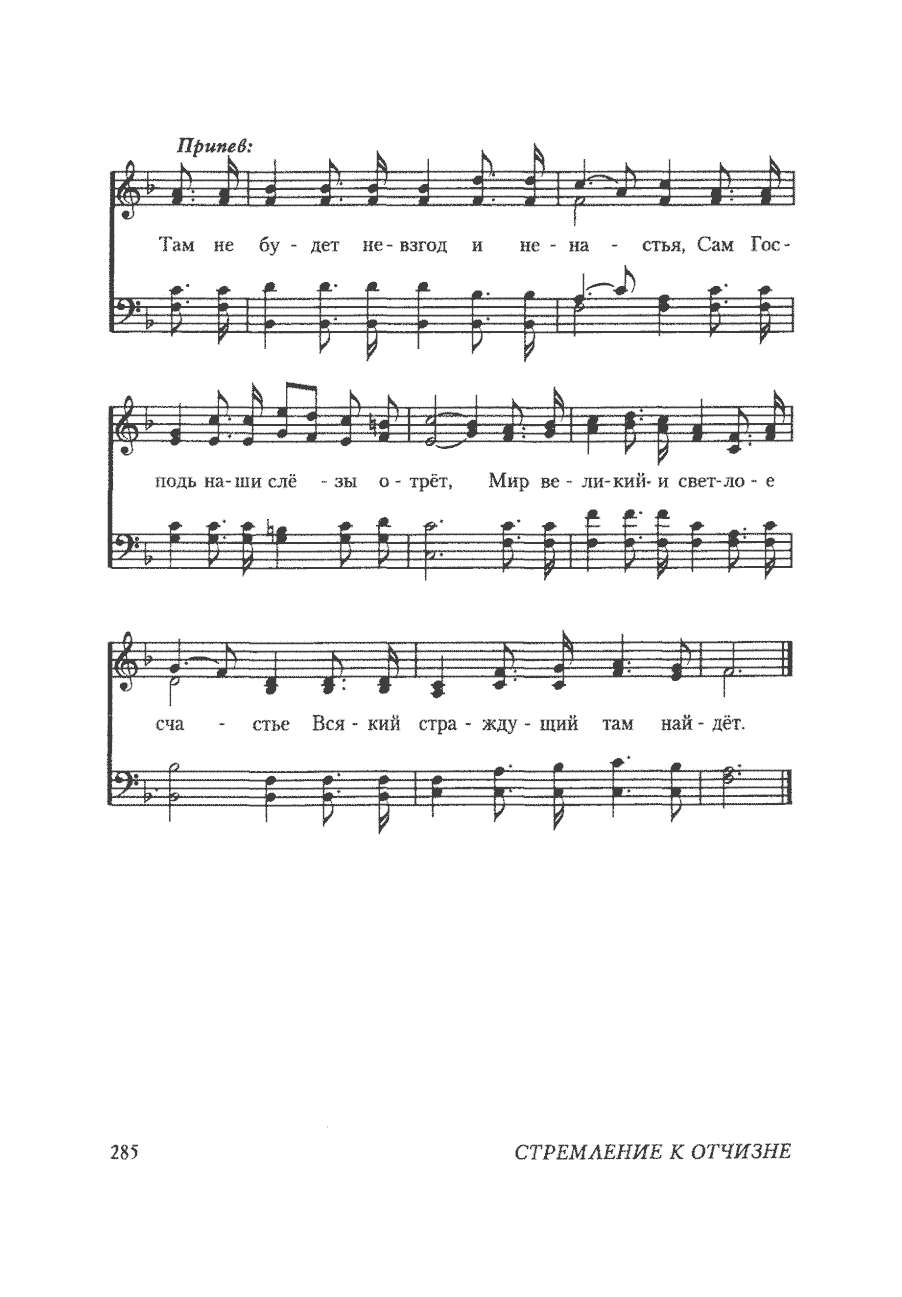 Припев:
Там не бу - дет не - взгод и не - на - стья, Сам Гос -
подь на - ши слё - зы о - трёт, Мир ве - ли - кий - и свет - ло - е
сча - стье Вся - кий стра - жду - щий там най - дёт.
285 СТРЕМЛЕНИЕ К ОТЧИЗНЕ